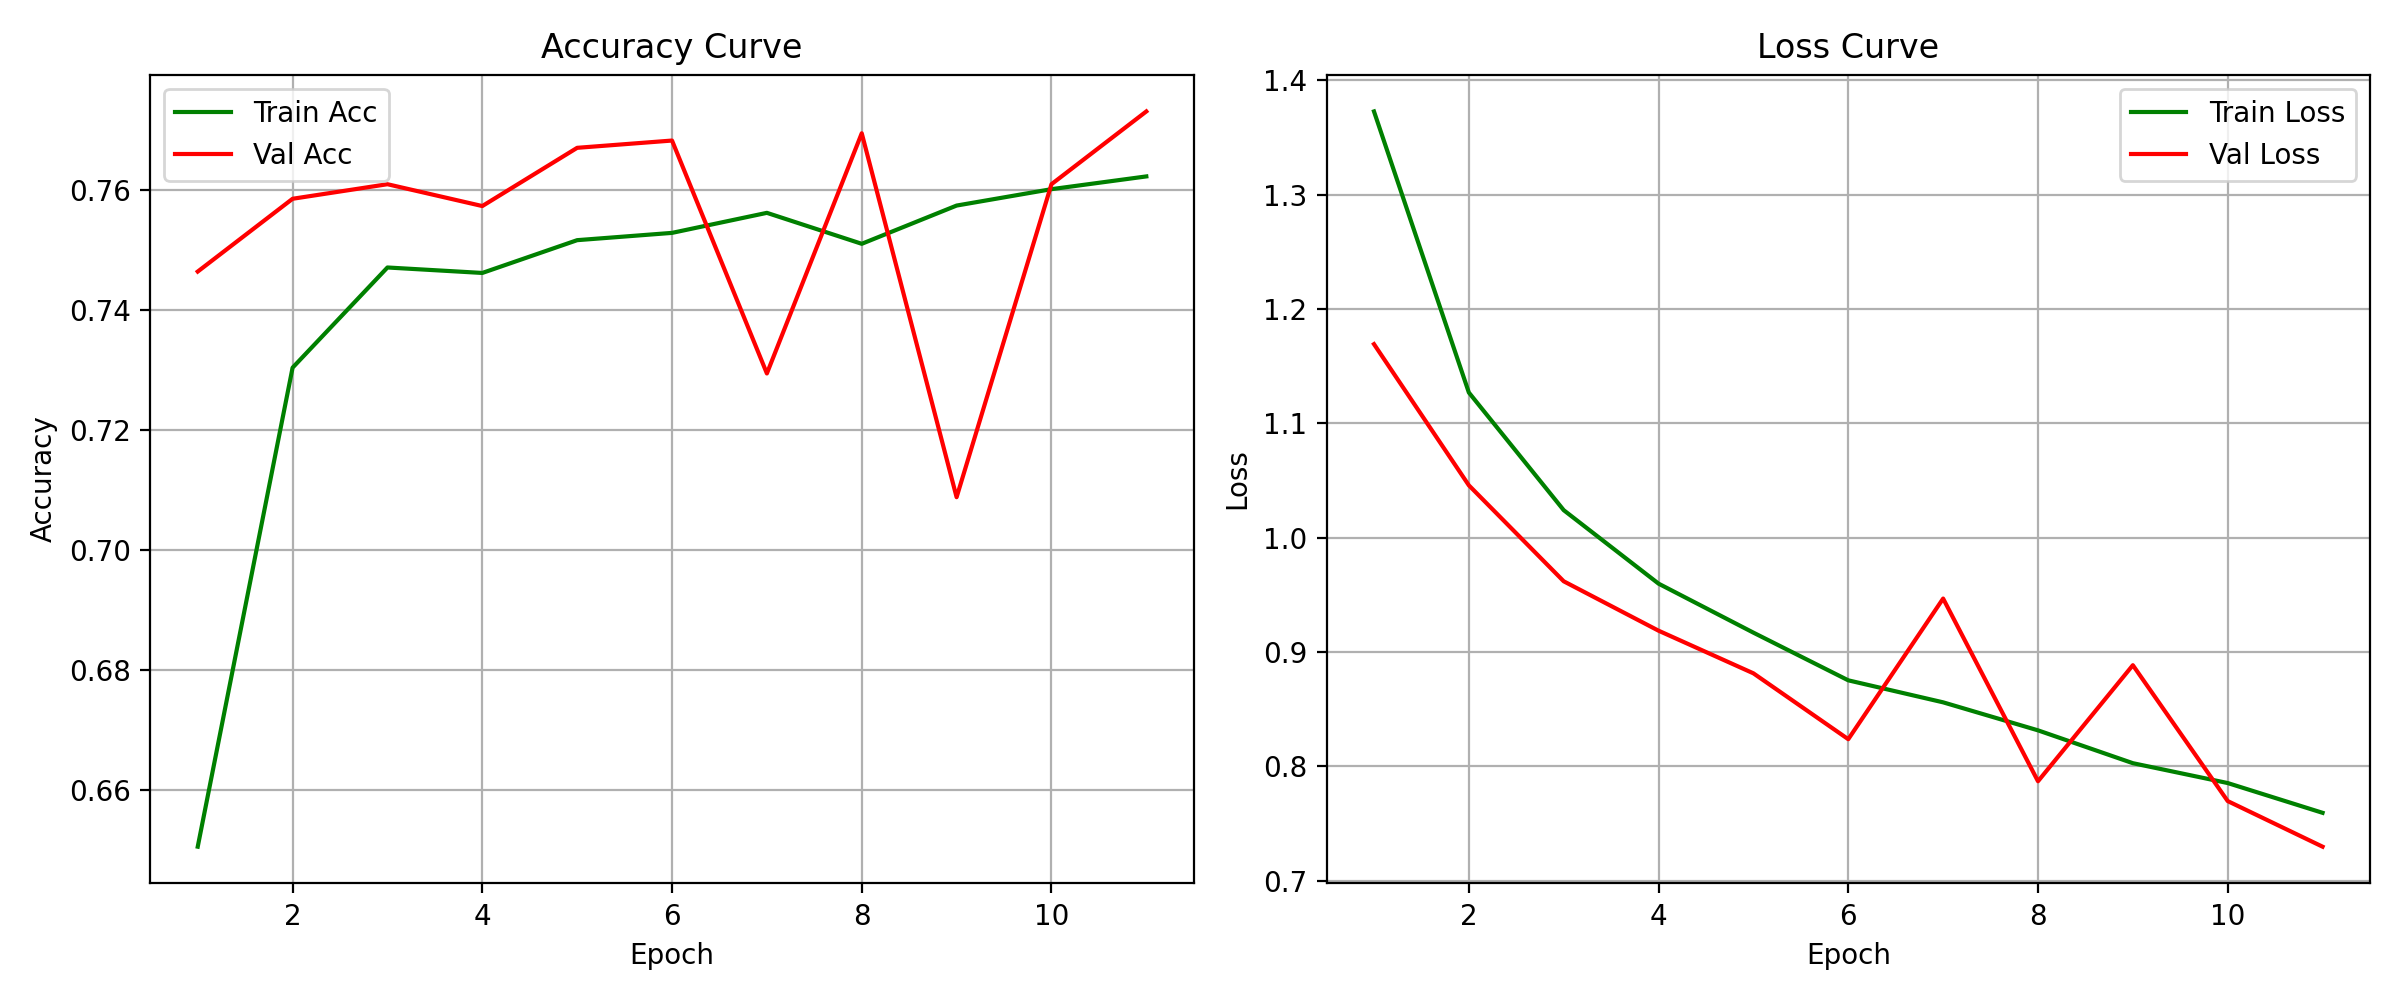 Accuracy Curve
Train Acc
Val Acc
0.76
0.74
0.72
0.70
0.68
0.66
Accuracy
2 4 6 8 10
Epoch
Loss Curve
Train Loss
Val Loss
1.4
1.3
1.2
1.1
1.0
0.9
0.8
0.7
Loss
2 4 6 8 10
Epoch